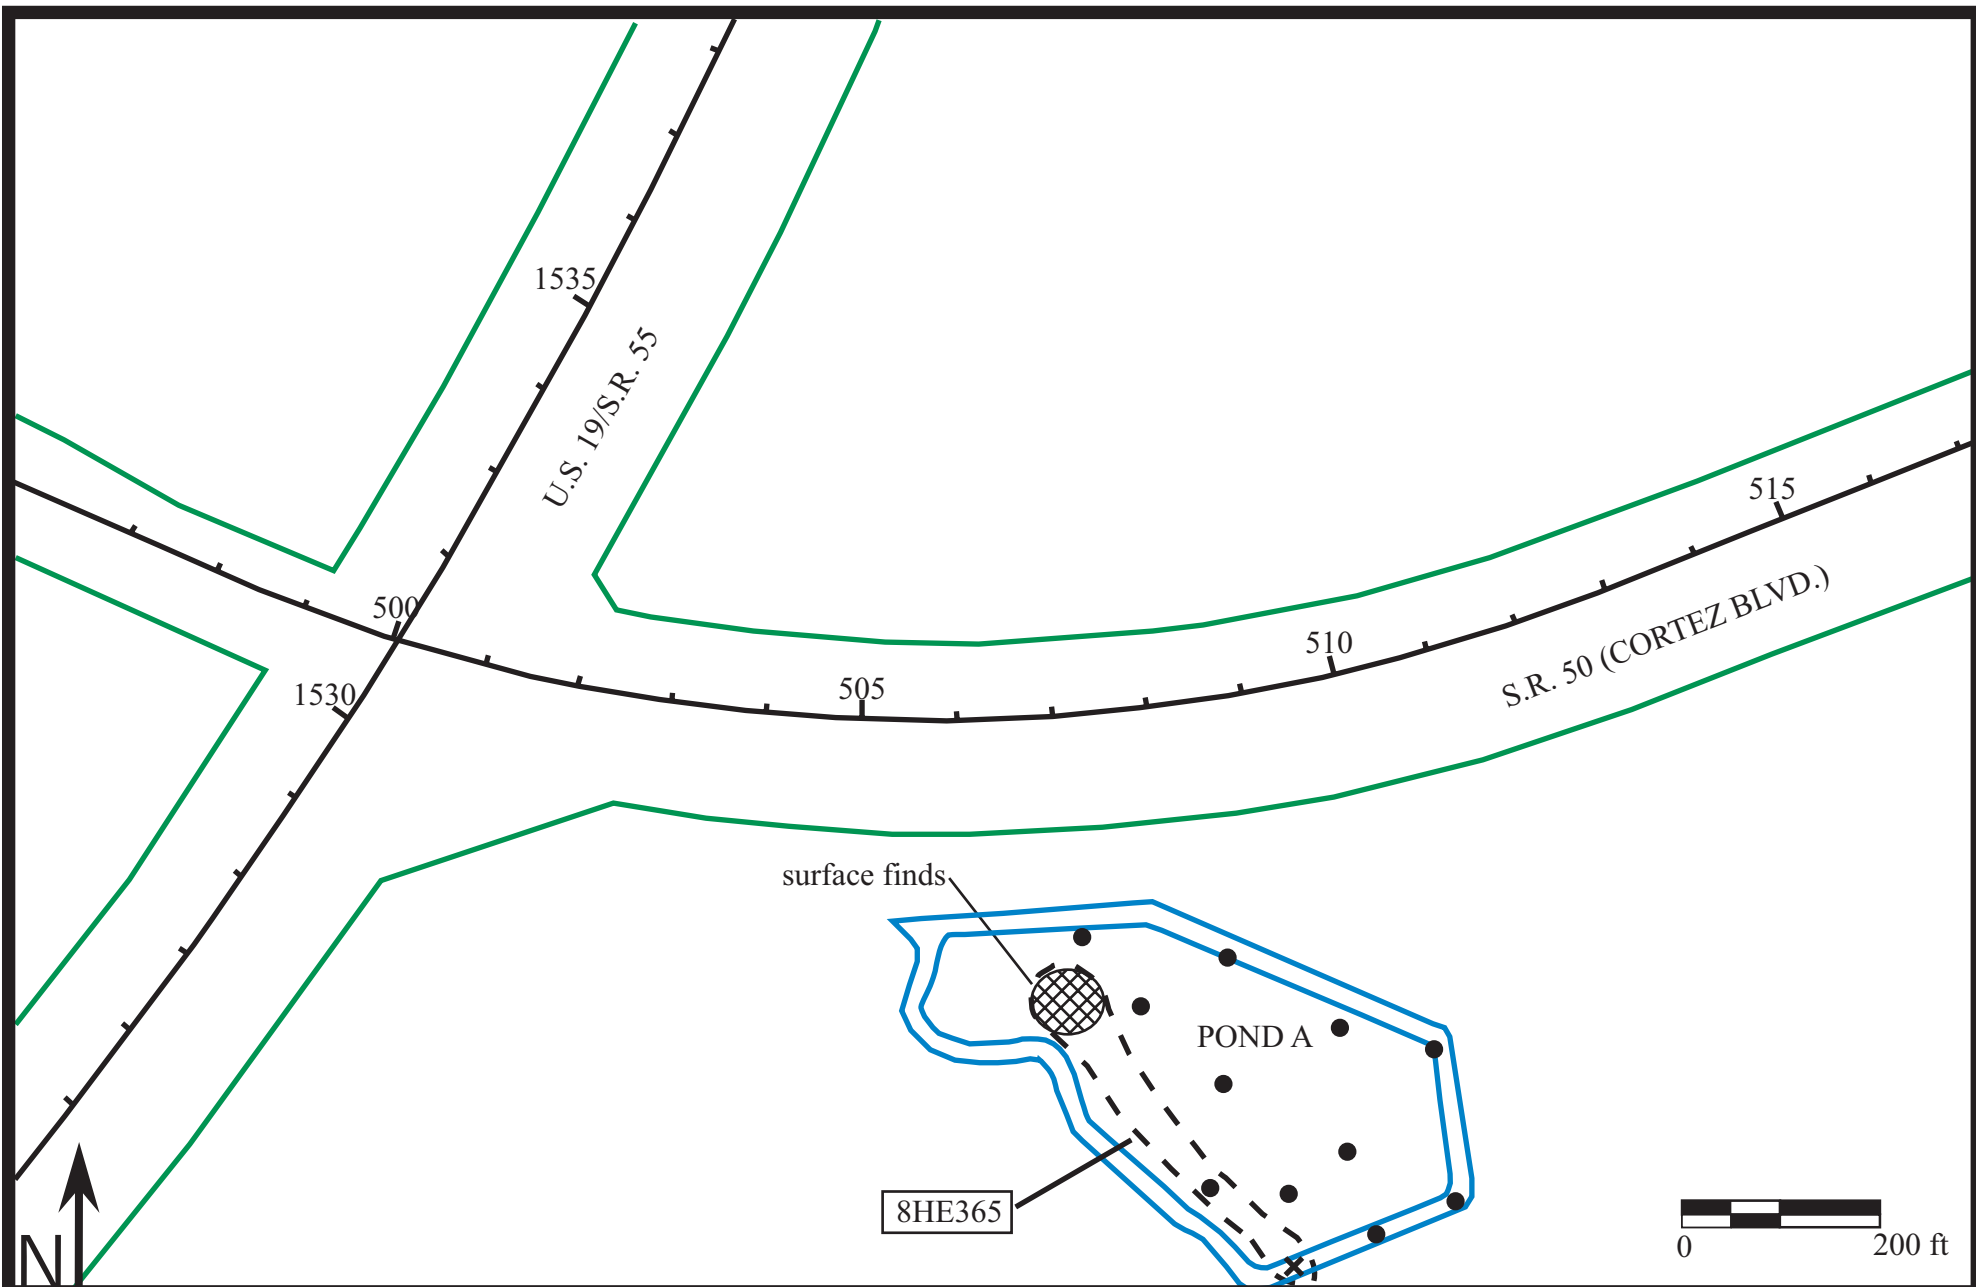 1535
U.S. 19/S.R. 55
515
500
S.R. 50 (CORTEZ BLVD.)
510
1530
505
surface finds
POND A
8HE365
N
0
200 ft